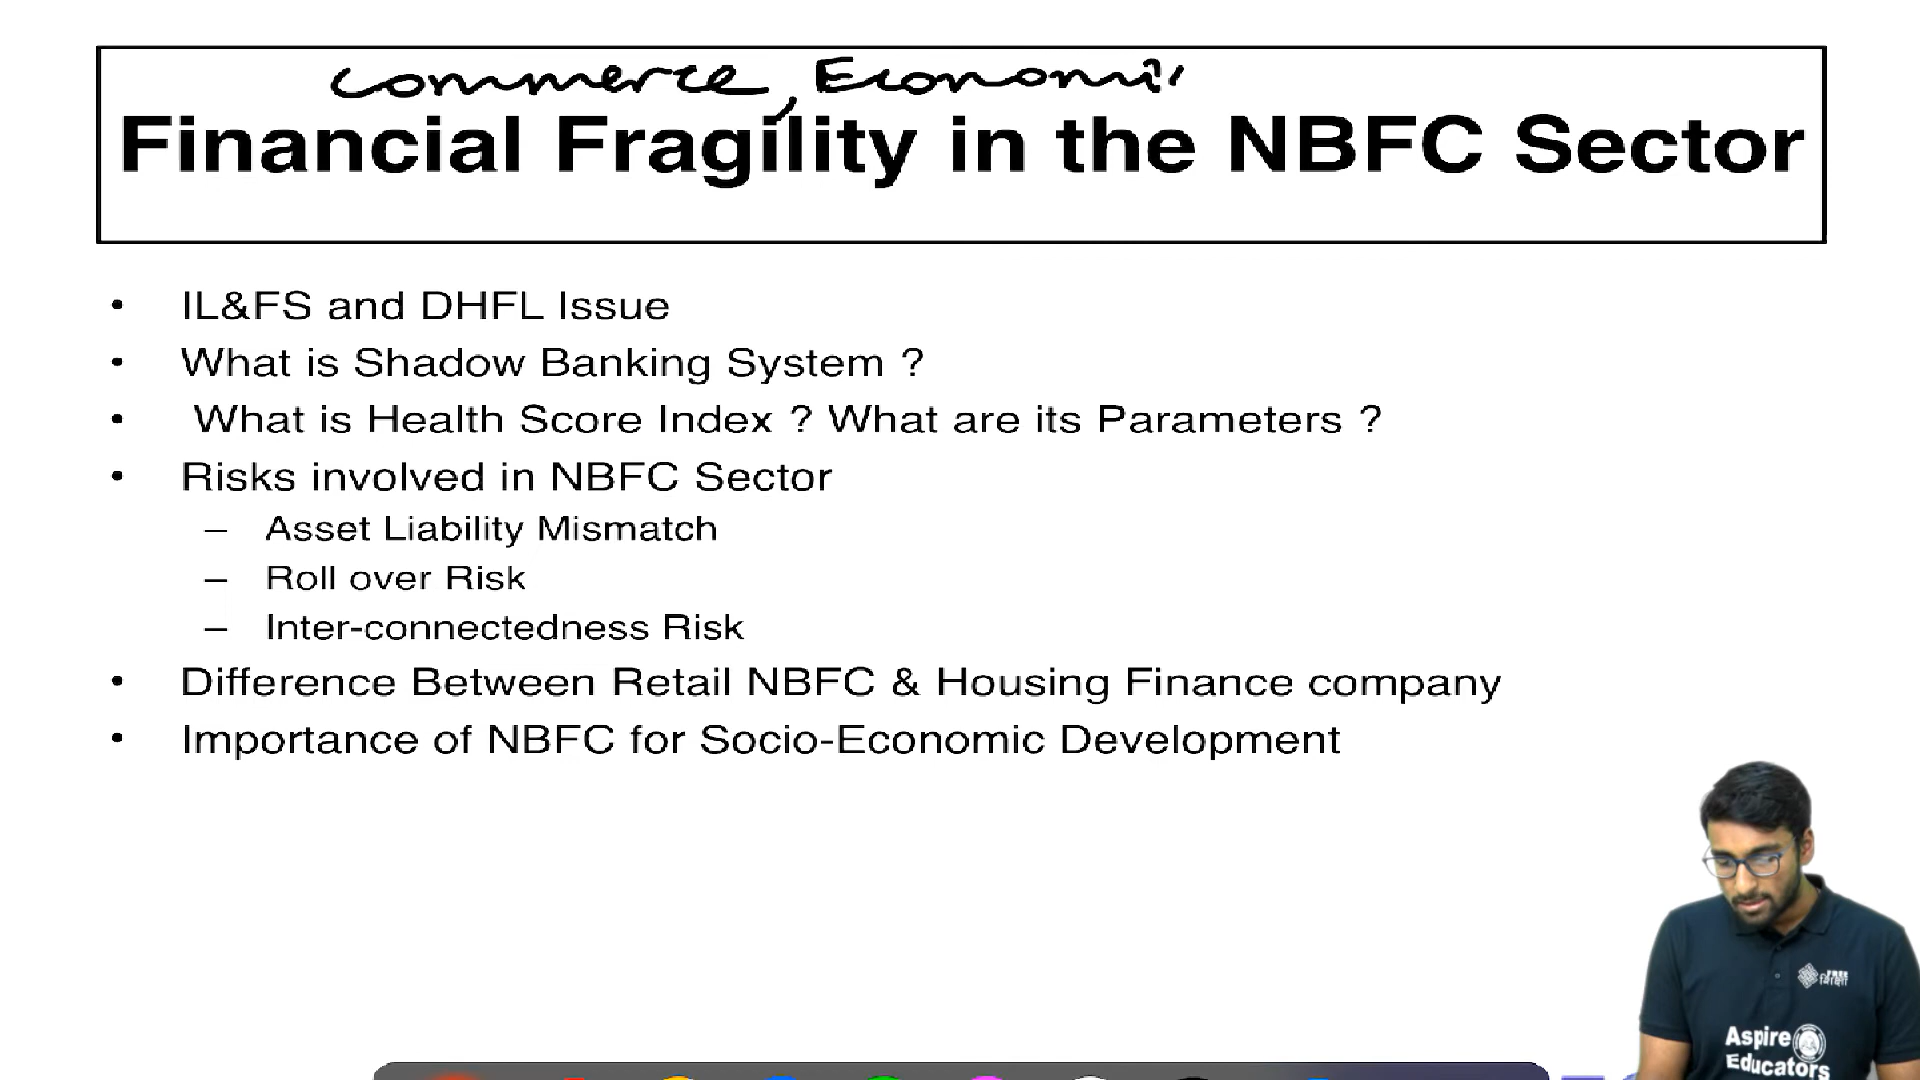 commerce, Economi
Financial Fragility in the NBFC Sector
• IL&FS and DHFL Issue
• What is Shadow Banking System ?
• What is Health Score Index ? What are its Parameters ?
• Risks involved in NBFC Sector
– Asset Liability Mismatch
– Roll over Risk
– Inter-connectedness Risk
• Difference Between Retail NBFC & Housing Finance company
• Importance of NBFC for Socio-Economic Development
FREE
Aspire
Educators